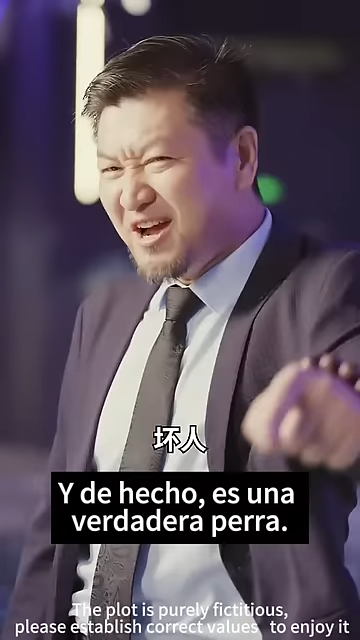 坏人
Y de hecho, es una
verdadera perra.
The plot is purely fictitious,
please establish correct values to enjoy it